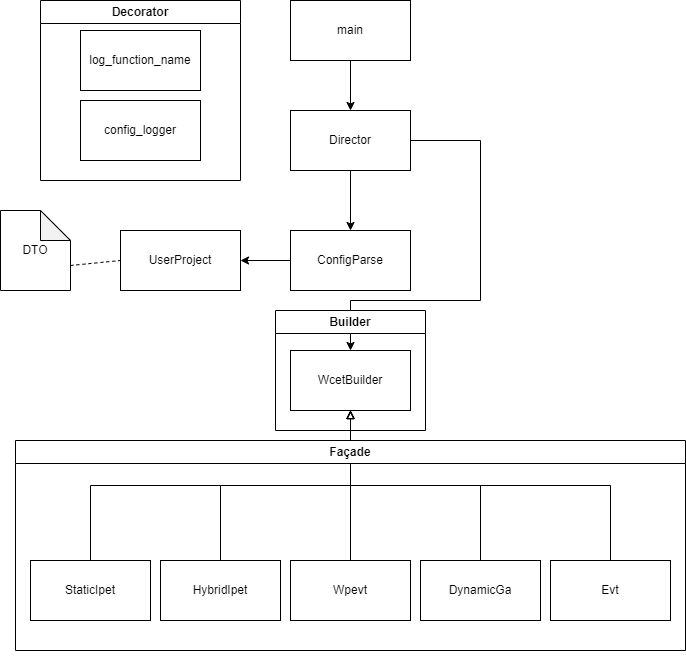 Decorator
log_function_name
config_logger
main
Director
DTO
UserProject
ConfigParse
Builder
WcetBuilder
Façade
StaticIpet
HybridIpet
Wpevt
DynamicGa
Evt